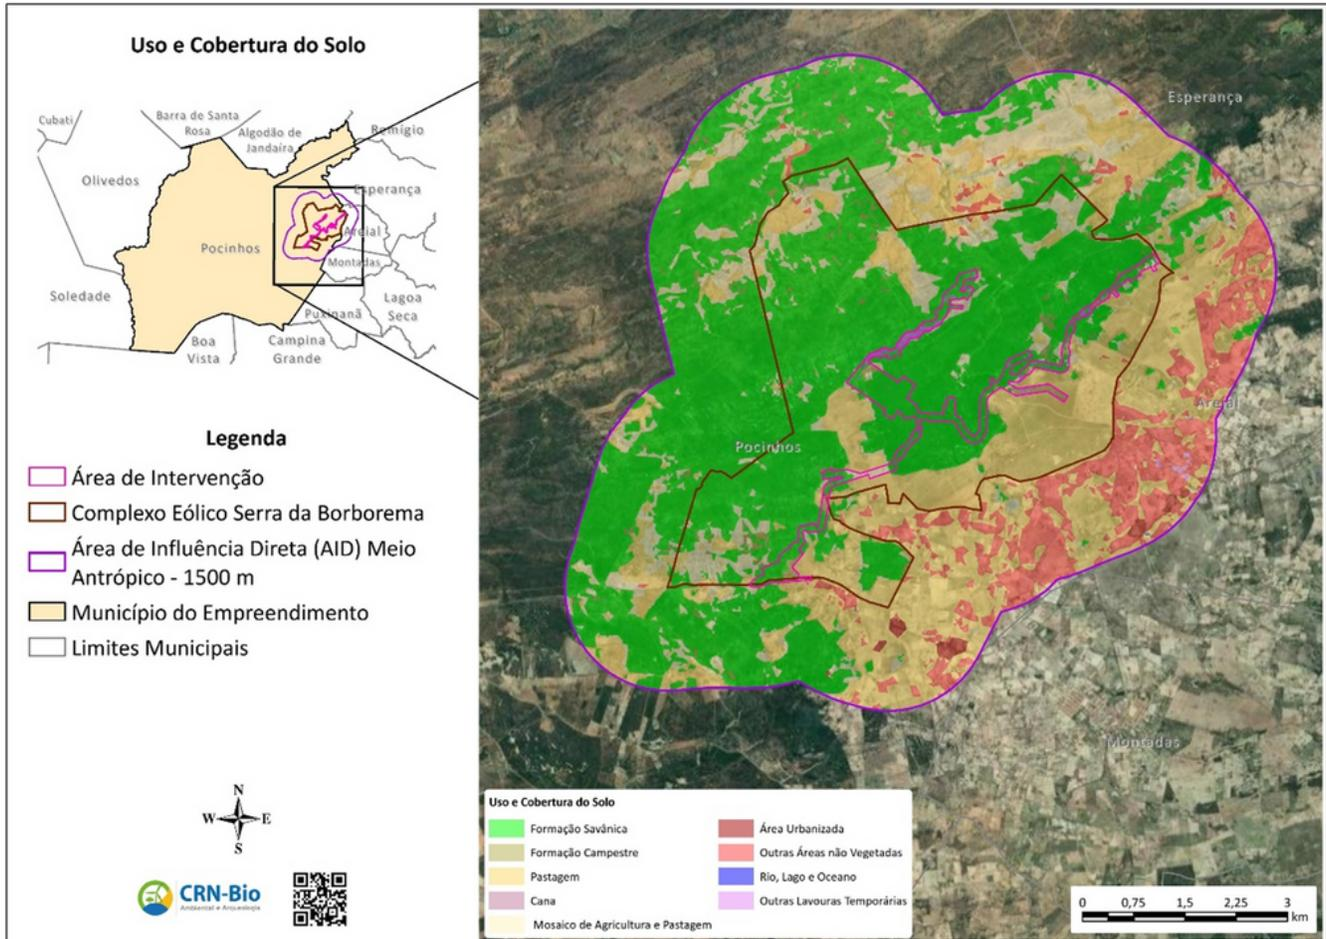 Uso e Cobertura do Solo
Cubati
Barra de Santa
Rosa
Algodão de
Jandaíra
Remígio
Olivedos
Esperança
Pocinhos
Areial
Montadas
Soledade
Lagoa
Seca
Puxinanã
Boa
Vista
Campina
Grande
Legenda
Área de Intervenção
Complexo Eólico Serra da Borborema
Área de Influência Direta (AID) Meio
Antrópico - 1500 m
Município do Empreendimento
Limites Municipais
N
W E
S
CRN-Bio
Ambiental e Arqueologia
Esperança
Areial
Pocinhos
Montadas
Uso e Cobertura do Solo
Formação Savânica
Formação Campestre
Pastagem
Cana
Mosaico de Agricultura e Pastagem
Área Urbanizada
Outras Áreas não Vegetadas
Rio, Lago e Oceano
Outras Lavouras Temporárias
0 0,75 1,5 2,25 3
km